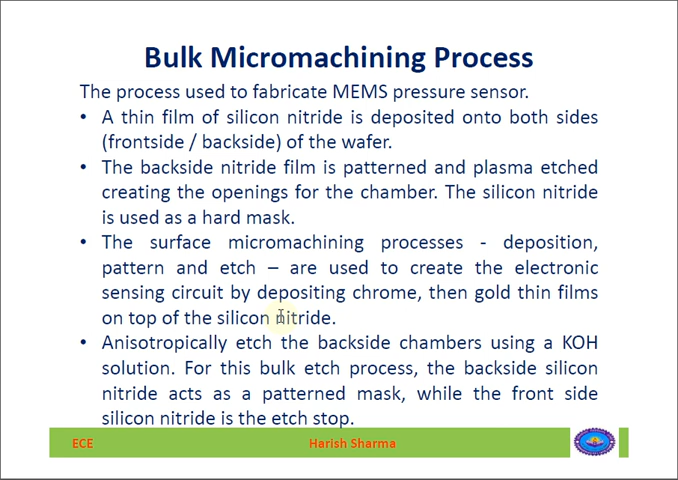 Bulk Micromachining Process
The process used to fabricate MEMS pressure sensor.
• A thin film of silicon nitride is deposited onto both sides
(frontside / backside) of the wafer.
• The backside nitride film is patterned and plasma etched
creating the openings for the chamber. The silicon nitride
is used as a hard mask.
• The surface micromachining processes - deposition,
pattern and etch – are used to create the electronic
sensing circuit by depositing chrome, then gold thin films
on top of the silicon nitride.
• Anisotropically etch the backside chambers using a KOH
solution. For this bulk etch process, the backside silicon
nitride acts as a patterned mask, while the front side
silicon nitride is the etch stop.
ECE Harish Sharma